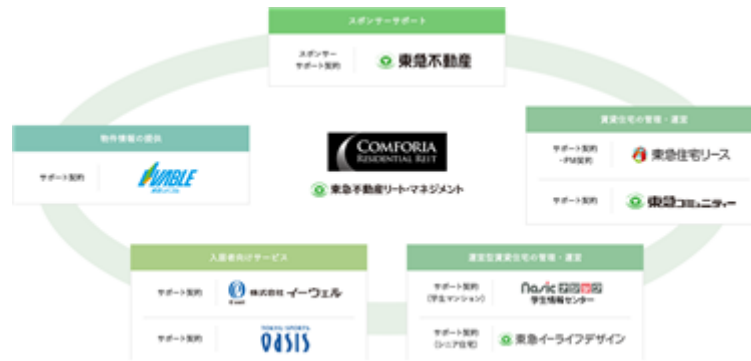 スポンサーサポート
スポンサー
サポート契約
東急不動産
物件情報の提供
サポート契約
VABLE
COMFORIA
RESIDENTIAL REIT
東急不動産リート・マネジメント
賃貸住宅の管理・運営
サポート契約
・PM契約
東急住宅リース
サポート契約
東急コミュニティー
入居者向けサービス
サポート契約
株式会社イーウェル
サポート契約
TOKYU SPORTS
OASIS
運営型賃貸住宅の管理・運営
サポート契約
(学生マンション)
Nasic ナジック
学生情報センター
サポート契約
(シニア住宅)
東急イーライフデザイン